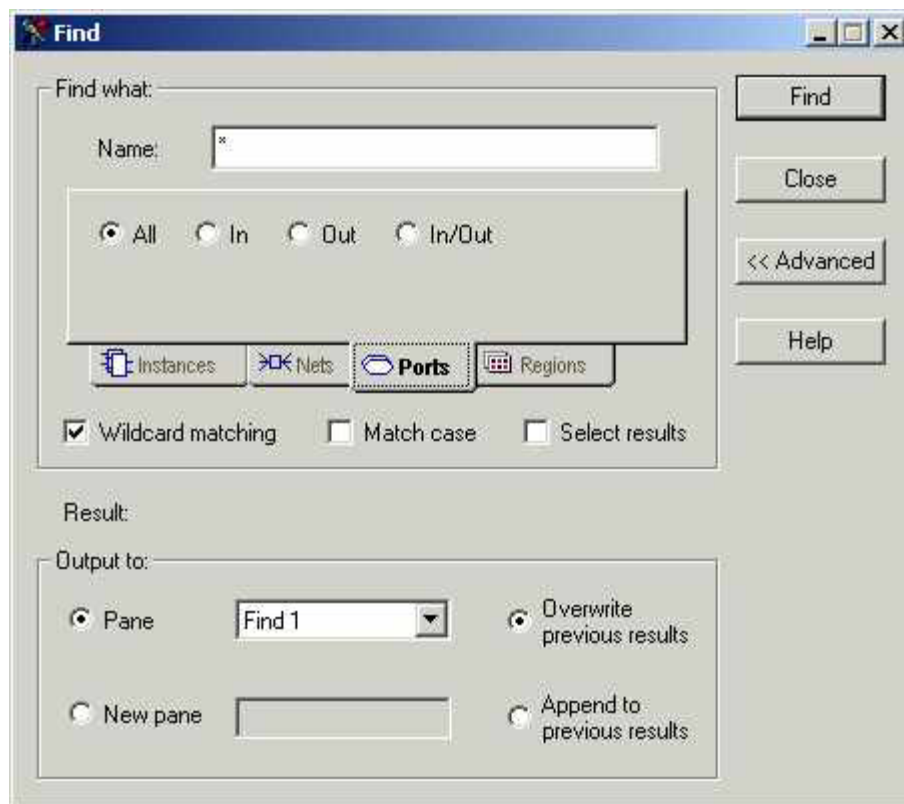 Find
Find what:
Find
Name:
*
Close
All
In
Out
In/Out
<< Advanced
Help
Instances
Nets
Ports
Regions
Wildcard matching
Match case
Select results
Result:
Output to:
Pane
Find 1
Overwrite
previous results
New pane
Append to
previous results